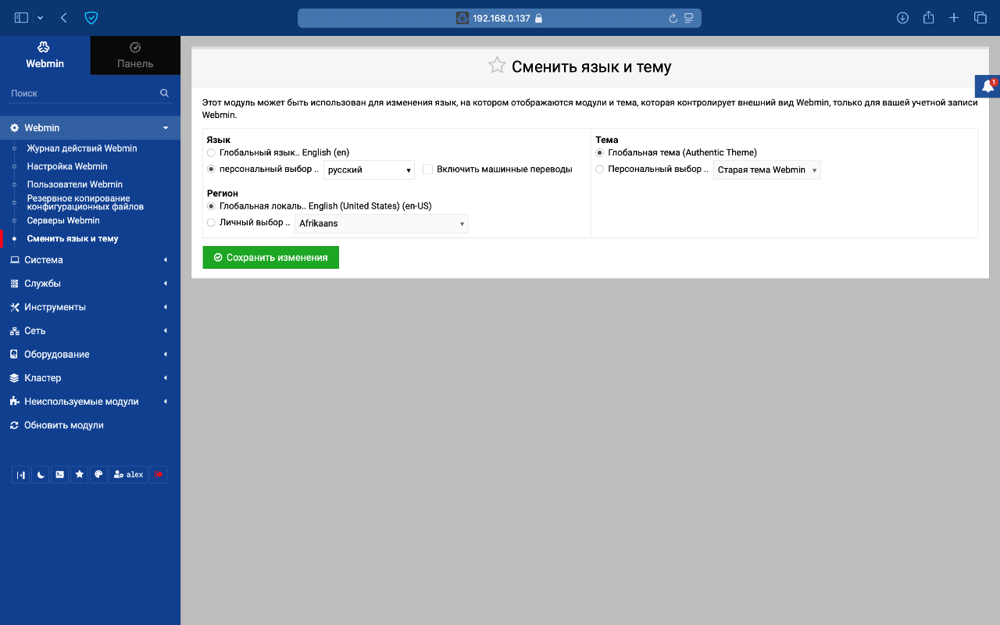 192.168.0.137
Webmin
Панель
Поиск
Webmin
Журнал действий Webmin
Настройка Webmin
Пользователи Webmin
Резервное копирование
конфигурационных файлов
Серверы Webmin
Сменить язык и тему
Система
Службы
Инструменты
Сеть
Оборудование
Кластер
Неиспользуемые модули
Обновить модули
alex
Сменить язык и тему
1
Этот модуль может быть использован для изменения язык, на котором отображаются модули и тема, которая контролирует внешний вид Webmin, только для вашей учетной записи
Webmin.
Язык
Глобальный язык.. English (en)
персональный выбор .. русский Включить машинные переводы
Регион
Глобальная локаль.. English (United States) (en-US)
Личный выбор .. Afrikaans
Тема
Глобальная тема (Authentic Theme)
Персональный выбор .. Старая тема Webmin
Сохранить изменения